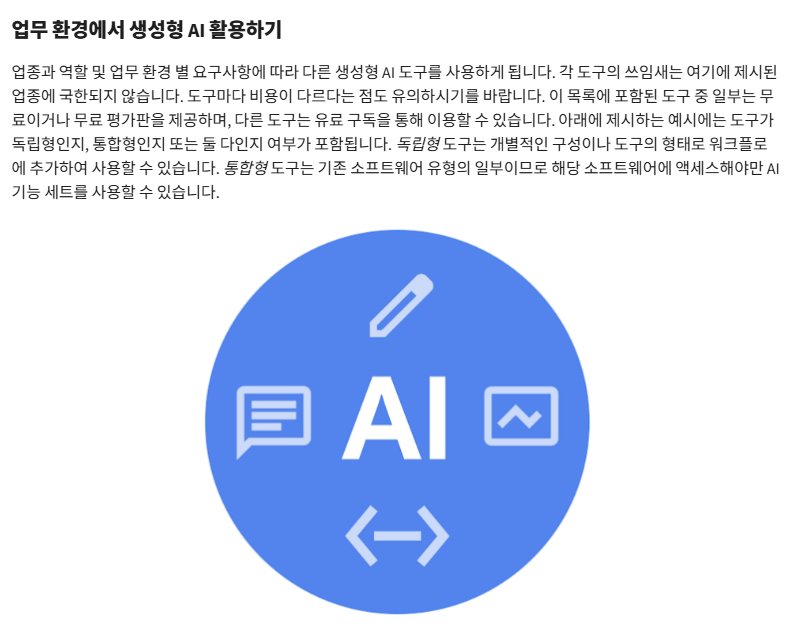 업무 환경에서 생성형 AI 활용하기
업종과 역할 및 업무 환경 별 요구사항에 따라 다른 생성형 AI 도구를 사용하게 됩니다. 각 도구의 쓰임새는 여기에 제시된
업종에 국한되지 않습니다. 도구마다 비용이 다르다는 점도 유의하시기를 바랍니다. 이 목록에 포함된 도구 중 일부는 무
료이거나 무료 평가판을 제공하며, 다른 도구는 유료 구독을 통해 이용할 수 있습니다. 아래에 제시하는 예시에는 도구가
독립형인지, 통합형인지 또는 둘 다인지 여부가 포함됩니다. 독립형 도구는 개별적인 구성이나 도구의 형태로 워크플로
에 추가하여 사용할 수 있습니다. 통합형 도구는 기존 소프트웨어 유형의 일부이므로 해당 소프트웨어에 액세스해야만 AI
기능 세트를 사용할 수 있습니다.
AI